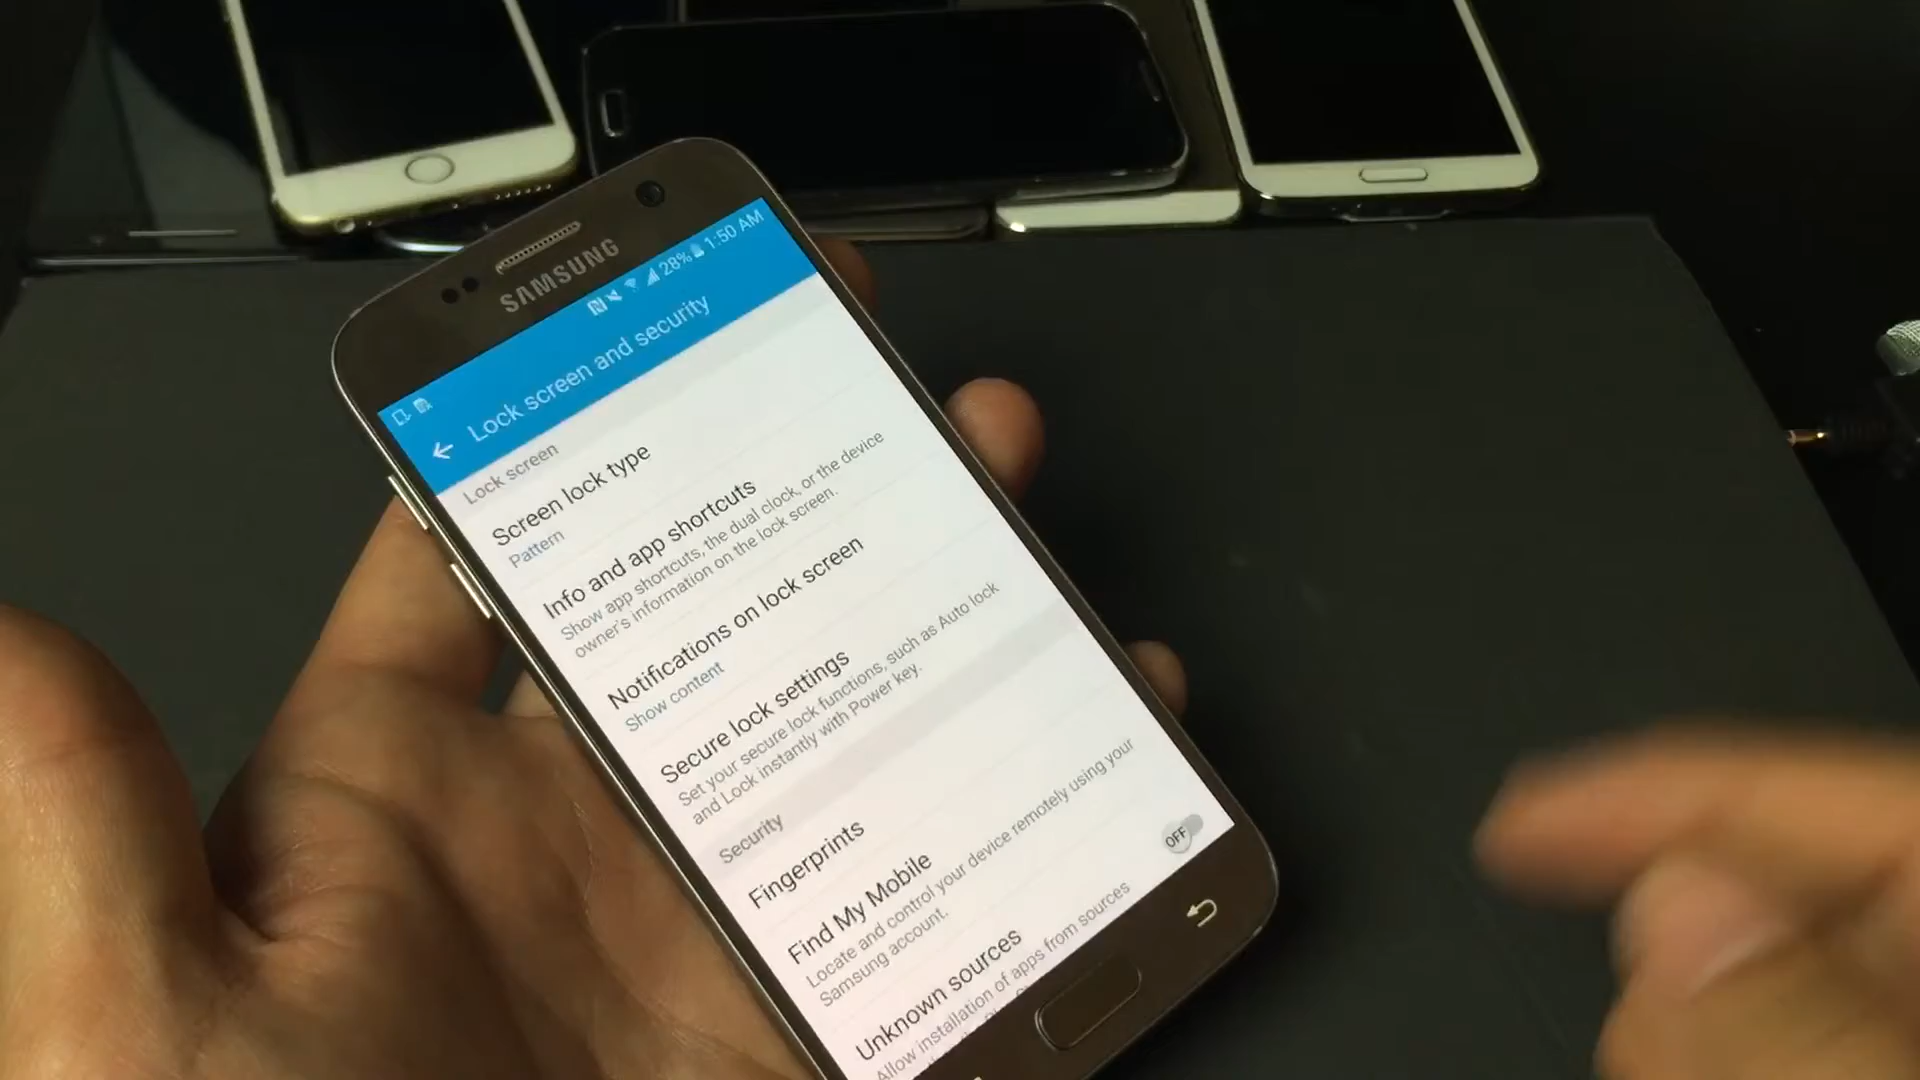 SAMSUNG
28% 1:50 AM
Lock screen and security
Lock screen
Screen lock type
Pattern
Info and app shortcuts
Show app shortcuts, the dual clock, or the device
owner's information on the lock screen.
Notifications on lock screen
Show content
Secure lock settings
Set your secure lock functions, such as Auto lock
and Lock instantly with Power key.
Security
Fingerprints
Find My Mobile
Locate and control your device remotely using your
Samsung account.
OFF
Unknown sources
Allow installation of apps from sources